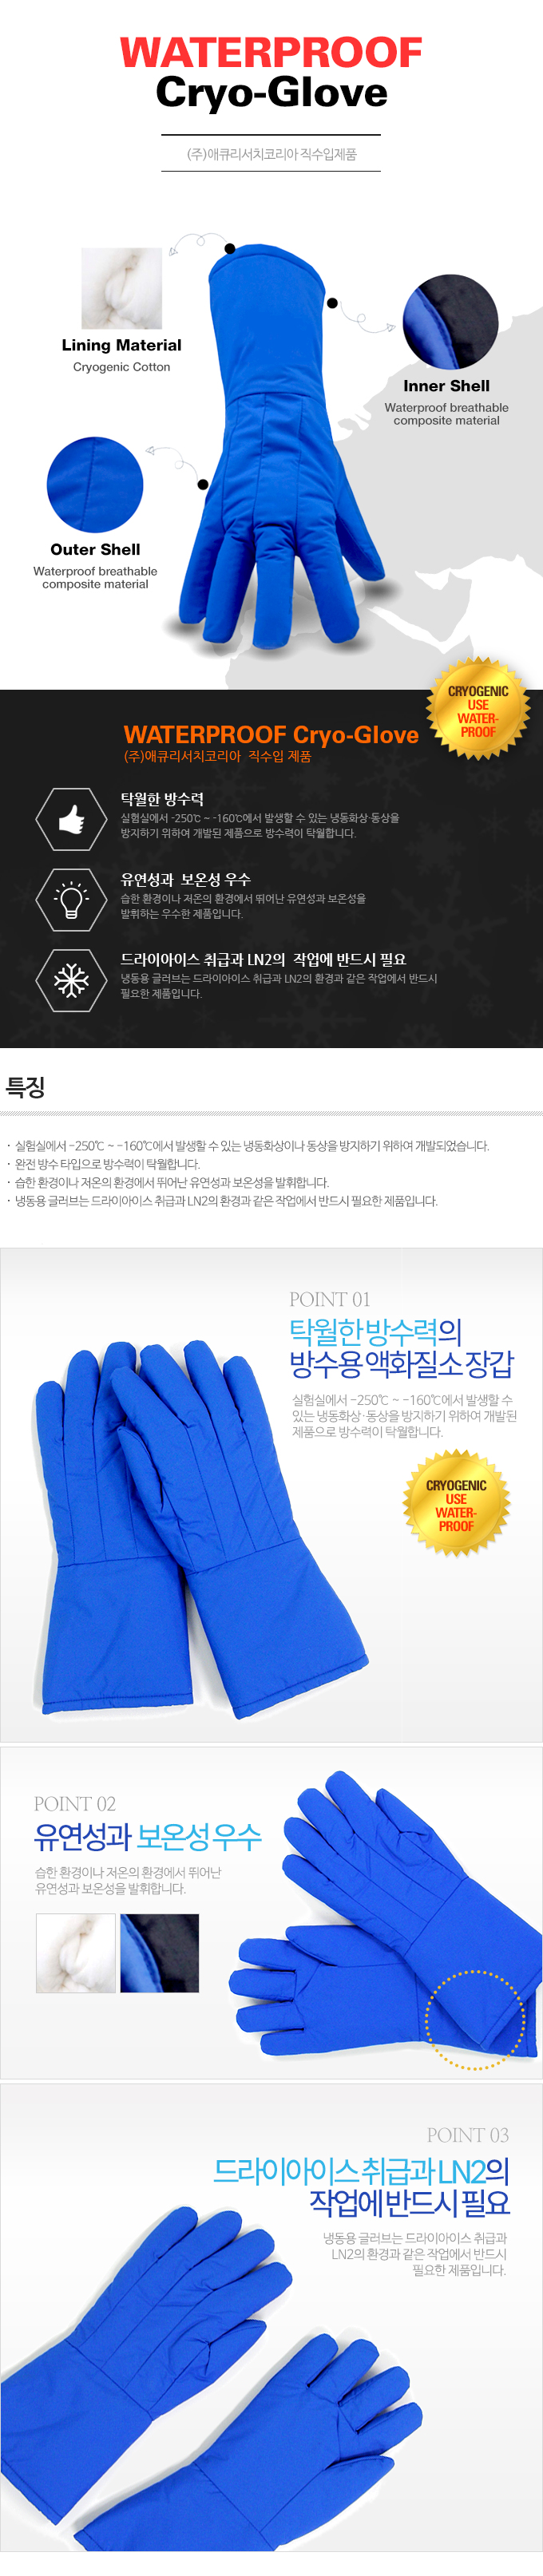 WATERPROOF
Cryo-Glove
(주)애큐리서치코리아 직수입제품
Lining Material
Cryogenic Cotton
Inner Shell
Waterproof breathable
composite material
Outer Shell
Waterproof breathable
composite material
CRYOGENIC
USE
WATER-
PROOF
WATERPROOF Cryo-Glove
(주)애큐리서치코리아 직수입 제품
탁월한 방수력
실험실에서 -250℃ ~ -160℃에서 발생할 수 있는 냉동화상·동상을
방지하기 위하여 개발된 제품으로 방수력이 탁월합니다.
유연성과 보온성 우수
습한 환경이나 저온의 환경에서 뛰어난 유연성과 보온성을
발휘하는 우수한 제품입니다.
드라이아이스 취급과 LN2의 작업에 반드시 필요
냉동용 글러브는 드라이아이스 취급과 LN2의 환경과 같은 작업에서 반드시
필요한 제품입니다.
특징
· 실험실에서 -250℃ ~ -160℃에서 발생할 수 있는 냉동화상이나 동상을 방지하기 위하여 개발되었습니다.
· 완전 방수 타입으로 방수력이 탁월합니다.
· 습한 환경이나 저온의 환경에서 뛰어난 유연성과 보온성을 발휘합니다.
· 냉동용 글러브는 드라이아이스 취급과 LN2의 환경과 같은 작업에서 반드시 필요한 제품입니다.
POINT 01
탁월한 방수력의
방수용 액화질소 장갑
실험실에서 -250℃ ~ -160℃에서 발생할 수
있는 냉동화상·동상을 방지하기 위하여 개발된
제품으로 방수력이 탁월합니다.
CRYOGENIC
USE
WATER-
PROOF
POINT 02
유연성과 보온성 우수
습한 환경이나 저온의 환경에서 뛰어난
유연성과 보온성을 발휘합니다.
POINT 03
드라이아이스 취급과 LN2의
작업에 반드시 필요
냉동용 글러브는 드라이아이스 취급과
LN2의 환경과 같은 작업에서 반드시
필요한 제품입니다.